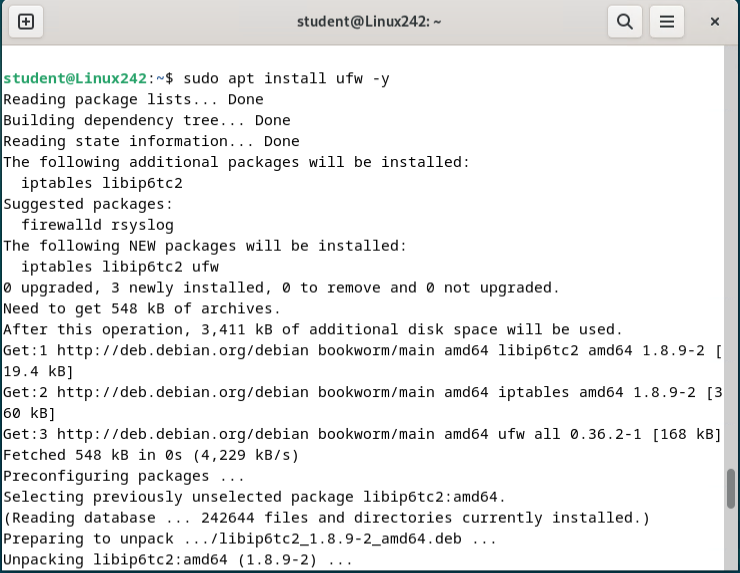 student@Linux242: ~
student@Linux242:~$ sudo apt install ufw -y
Reading package lists... Done
Building dependency tree... Done
Reading state information... Done
The following additional packages will be installed:
  iptables libip6tc2
Suggested packages:
  firewalld rsyslog
The following NEW packages will be installed:
  iptables libip6tc2 ufw
0 upgraded, 3 newly installed, 0 to remove and 0 not upgraded.
Need to get 548 kB of archives.
After this operation, 3,411 kB of additional disk space will be used.
Get:1 http://deb.debian.org/debian bookworm/main amd64 libip6tc2 amd64 1.8.9-2 [
19.4 kB]
Get:2 http://deb.debian.org/debian bookworm/main amd64 iptables amd64 1.8.9-2 [3
60 kB]
Get:3 http://deb.debian.org/debian bookworm/main amd64 ufw all 0.36.2-1 [168 kB]
Fetched 548 kB in 0s (4,229 kB/s)
Preconfiguring packages ...
Selecting previously unselected package libip6tc2:amd64.
(Reading database ... 242644 files and directories currently installed.)
Preparing to unpack .../libip6tc2_1.8.9-2_amd64.deb ...
Unpacking libip6tc2:amd64 (1.8.9-2) ...